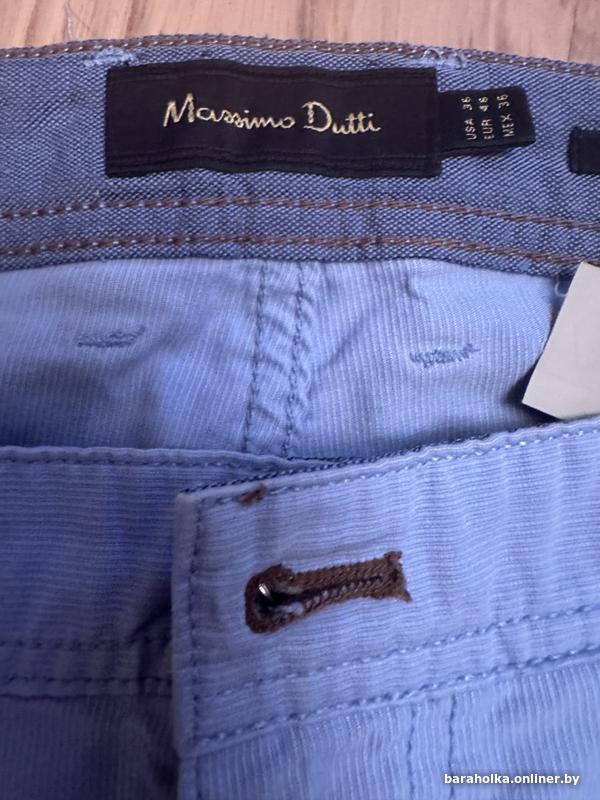 Massimo Dutti
USA 36
EUR 46
MEX 36
baraholka.onliner.by